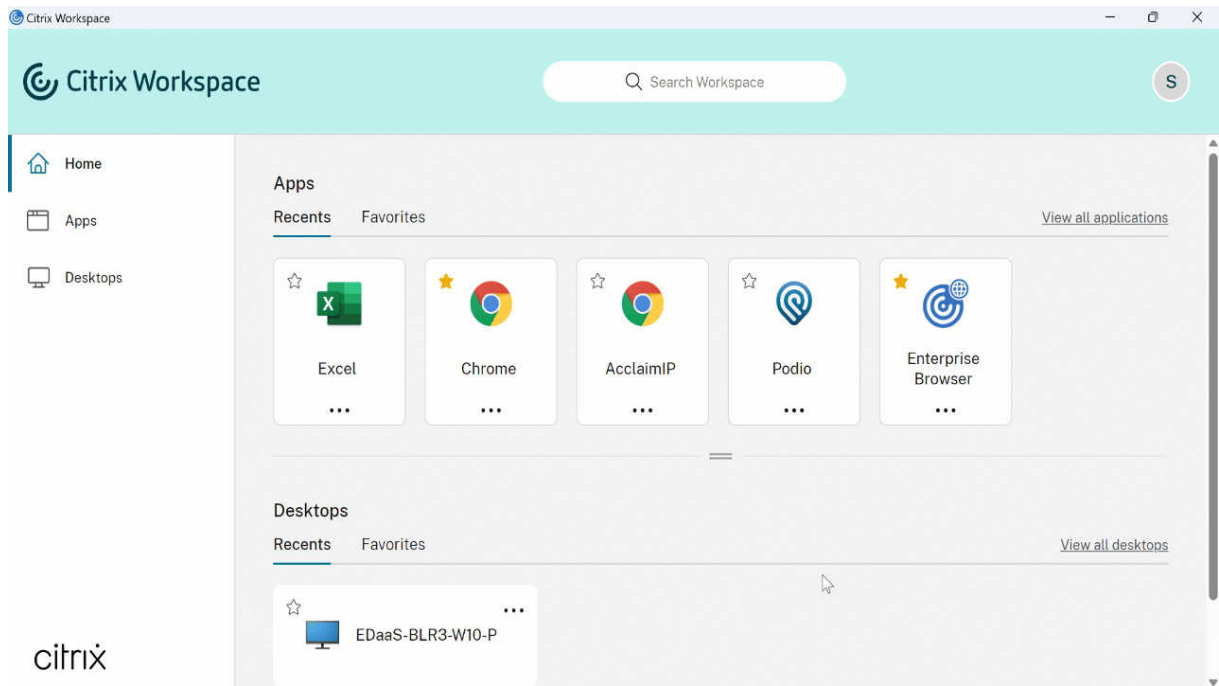 Citrix Workspace
Citrix Workspace
Search Workspace
S
Home
Apps
Desktops
Apps
Recents Favorites View all applications
X
Excel
Chrome
AcclaimIP
Podio
Enterprise
Browser
Desktops
Recents Favorites View all desktops
EDaaS-BLR3-W10-P
citrix